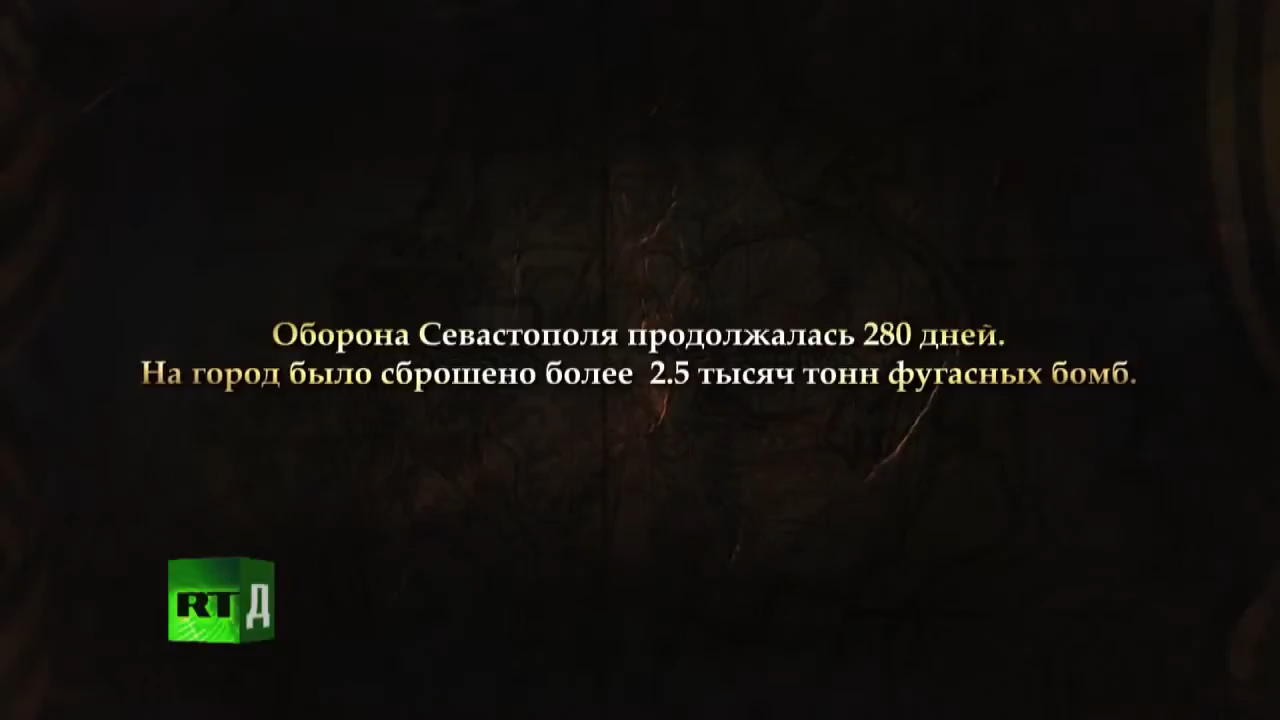 Оборона Севастополя продолжалась 280 дней.
На город было сброшено более 2.5 тысяч тонн фугасных бомб.
RT Д